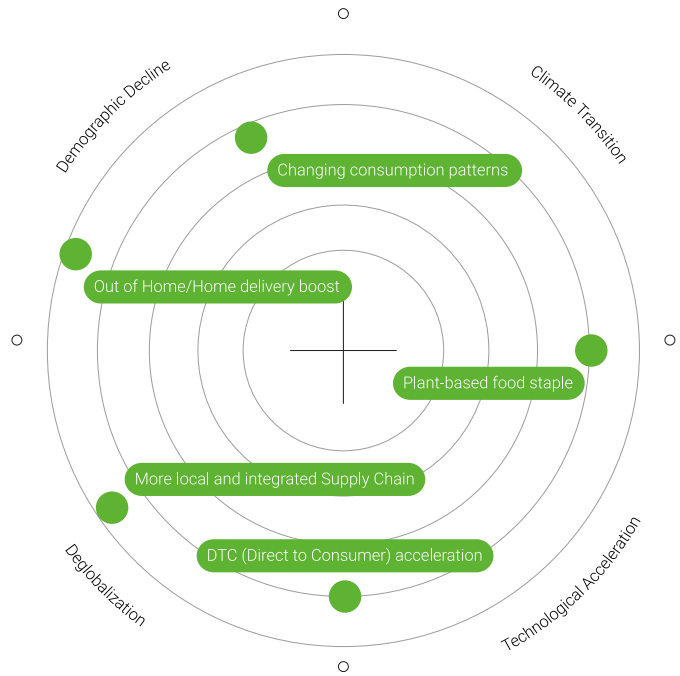 Demographic Decline
Climate Transition
Changing consumption patterns
Out of Home/Home delivery boost
Plant-based food staple
More local and integrated Supply Chain
DTC (Direct to Consumer) acceleration
Deglobalization
Technological Acceleration